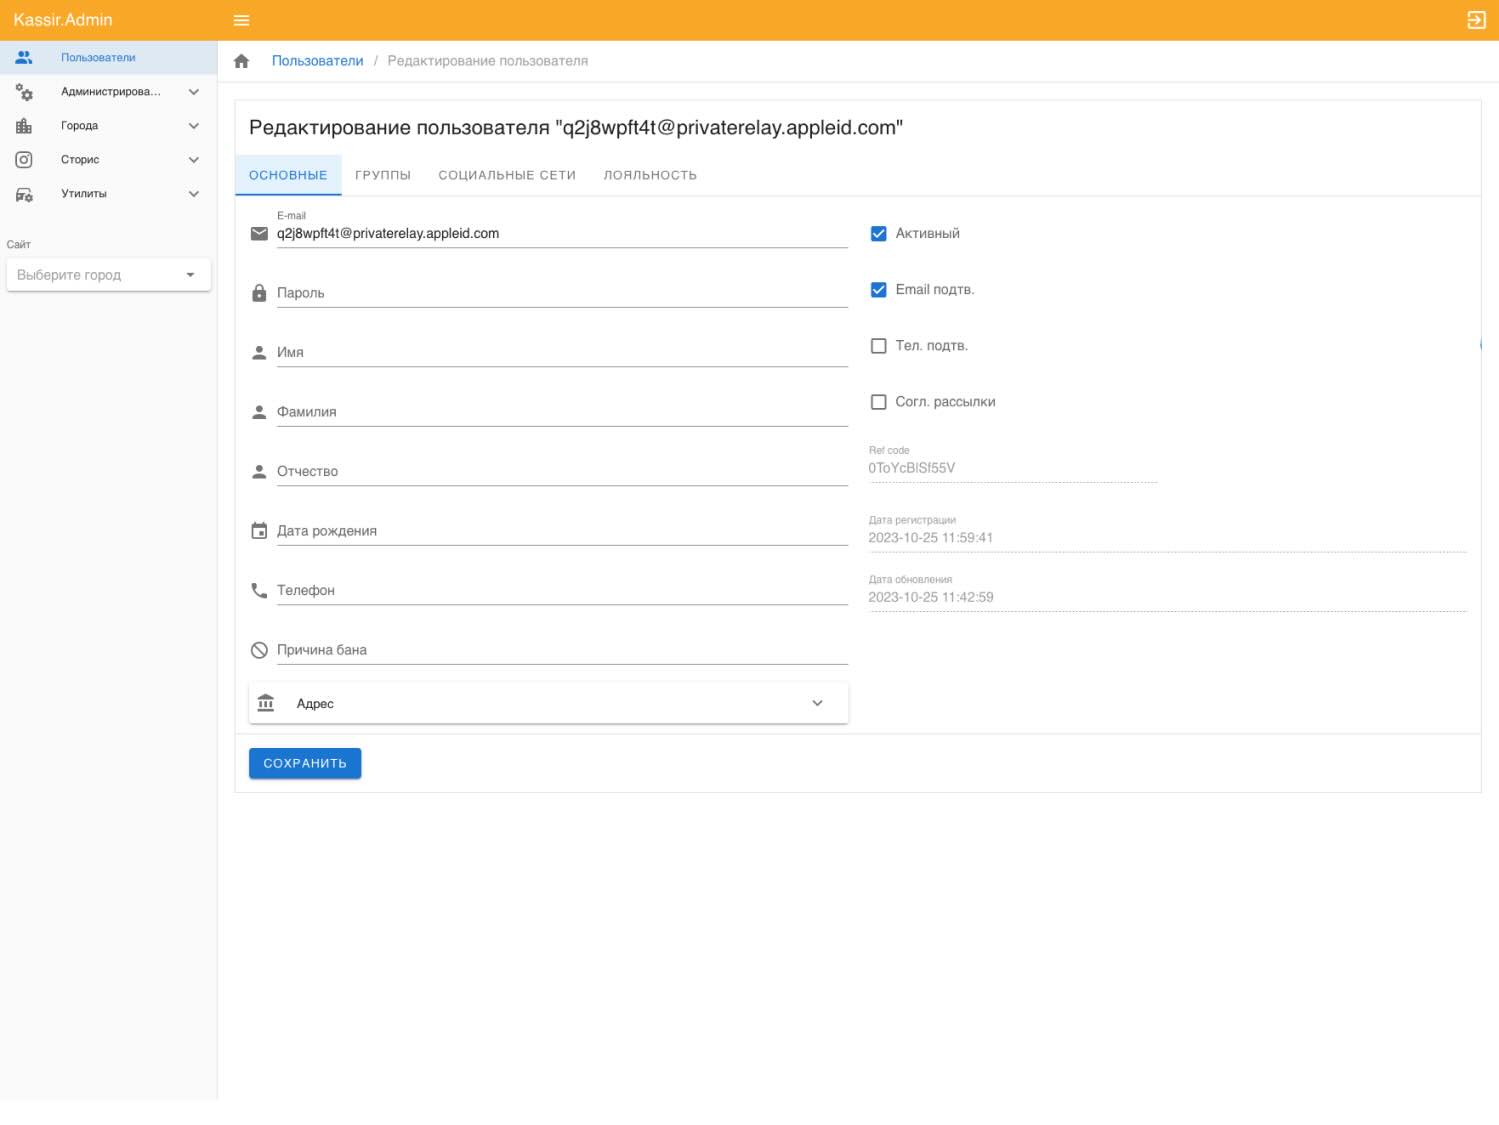 Kassir.Admin
Пользователи
Администрирова...
Города
Сторис
Утилиты
Сайт
Выберите город
Пользователи / Редактирование пользователя
Редактирование пользователя "q2j8wpft4t@privaterelay.appleid.com"
ОСНОВНЫЕ ГРУППЫ СОЦИАЛЬНЫЕ СЕТИ ЛОЯЛЬНОСТЬ
E-mail
q2j8wpft4t@privaterelay.appleid.com
Пароль
Имя
Фамилия
Отчество
Дата рождения
Телефон
Причина бана
Адрес
Активный
Email подтв.
Тел. подтв.
Согл. рассылки
Ref code
0ToYcBlSf55V
Дата регистрации
2023-10-25 11:59:41
Дата обновления
2023-10-25 11:42:59
СОХРАНИТЬ